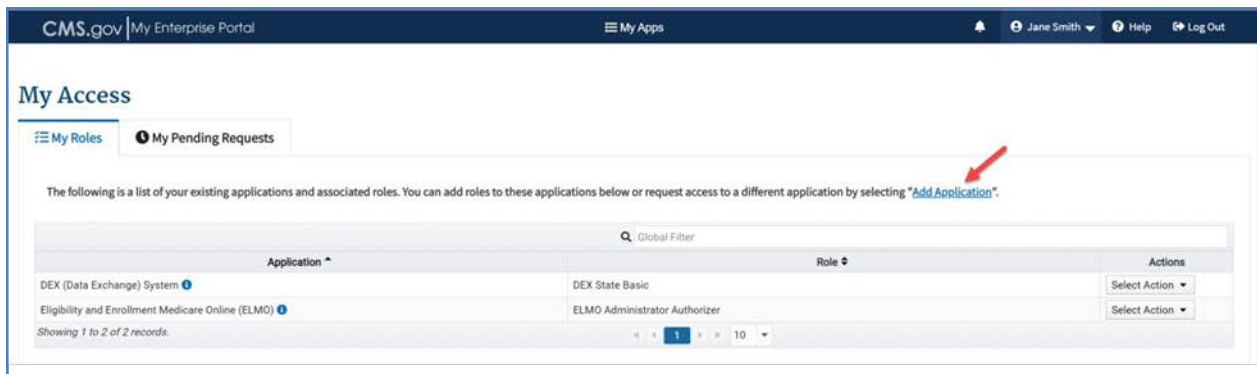 CMS.gov My Enterprise Portal My Apps Jane Smith Help Log Out
My Access
My Roles My Pending Requests
The following is a list of your existing applications and associated roles. You can add roles to these applications below or request access to a different application by selecting "Add Application".
Global Filter
Application Role Actions
DEX (Data Exchange) System DEX State Basic Select Action
Eligibility and Enrollment Medicare Online (ELMO) ELMO Administrator Authorizer Select Action
Showing 1 to 2 of 2 records. 1 10